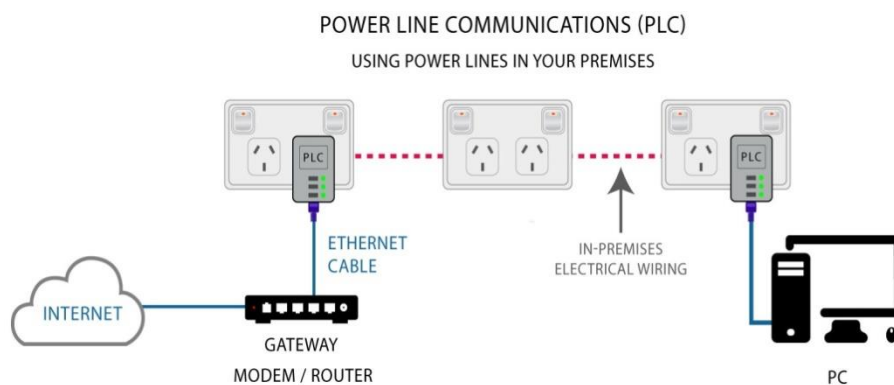 POWER LINE COMMUNICATIONS (PLC)
USING POWER LINES IN YOUR PREMISES
PLC
PLC
ETHERNET
CABLE
IN-PREMISES
ELECTRICAL WIRING
INTERNET
GATEWAY
MODEM / ROUTER
PC